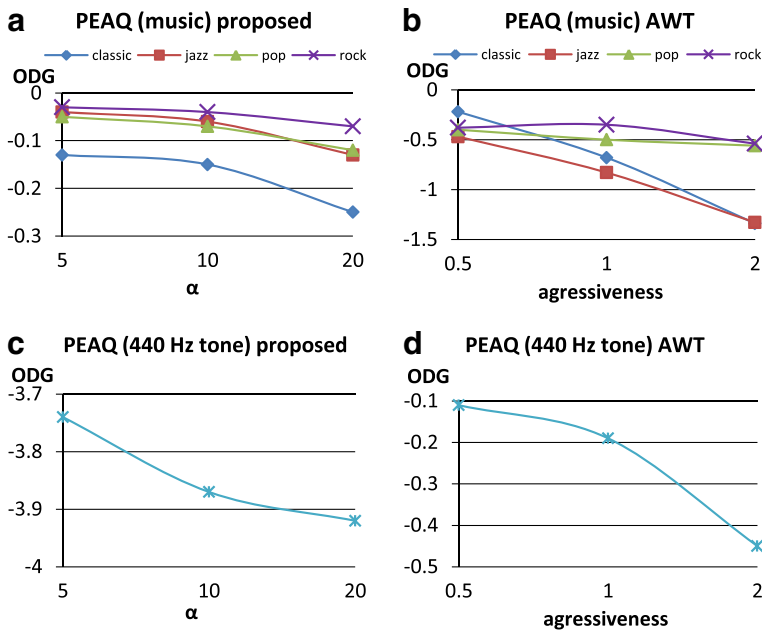 a PEAQ (music) proposed
classic jazz pop rock
ODG
0
-0.1
-0.2
-0.3
5 10 20
α
b PEAQ (music) AWT
classic jazz pop rock
ODG
0
-0.5
-1
-1.5
0.5 1 2
agressiveness
c PEAQ (440 Hz tone) proposed
ODG
-3.7
-3.8
-3.9
-4
5 10 20
α
d PEAQ (440 Hz tone) AWT
ODG
-0.1
-0.2
-0.3
-0.4
-0.5
0.5 1 2
agressiveness